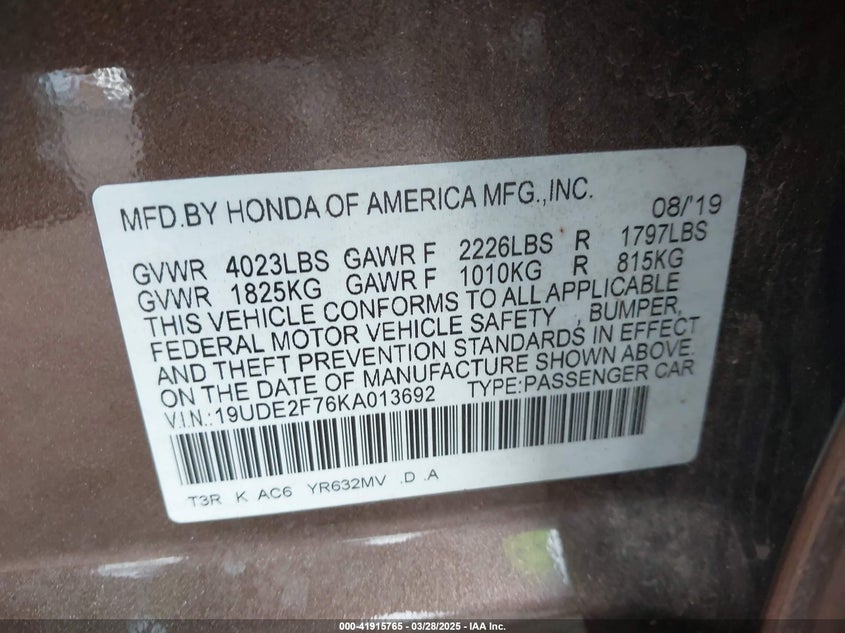 MFD.BY HONDA OF AMERICA MFG.,INC. 08/'19
GVWR 4023LBS GAWR F 2226LBS R 1797LBS
GVWR 1825KG GAWR F 1010KG R 815KG
THIS VEHICLE CONFORMS TO ALL APPLICABLE
FEDERAL MOTOR VEHICLE SAFETY , BUMPER,
AND THEFT PREVENTION STANDARDS IN EFFECT
ON THE DATE OF MANUFACTURE SHOWN ABOVE.
V.I.N.:19UDE2F76KA013692 TYPE:PASSENGER CAR
T3R K AC6 YR632MV .D .A
000-41915765 — 03/28/2025 — IAA Inc.